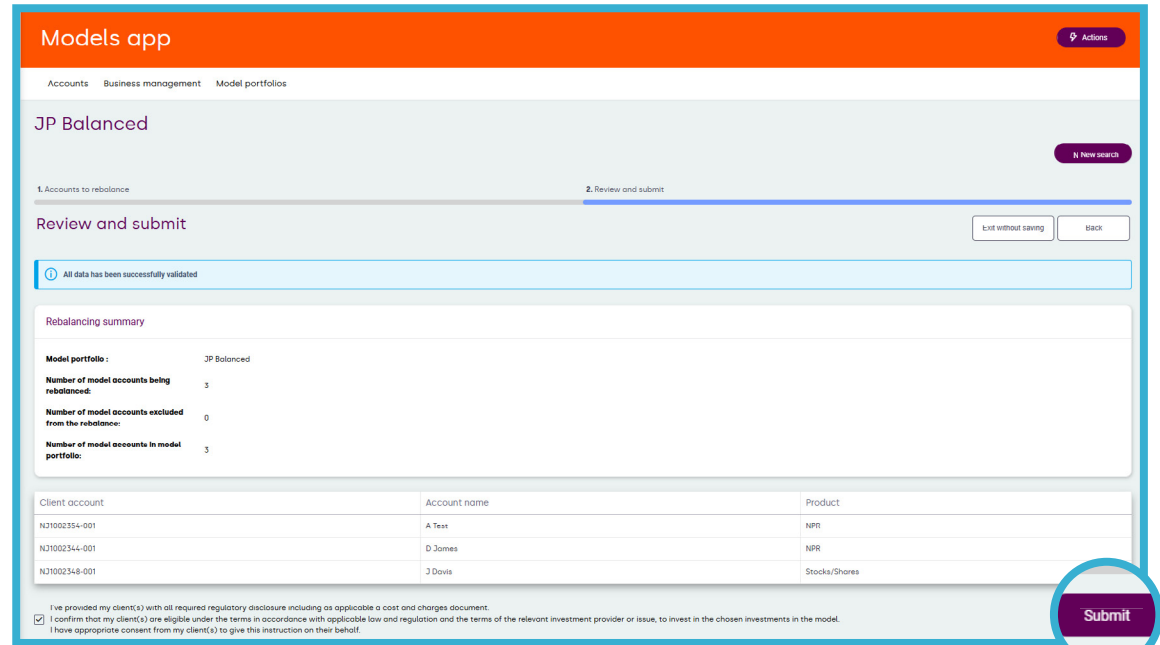 Models app
Actions
Accounts Business management Model portfolios
JP Balanced
N New search
1. Accounts to rebalance 2. Review and submit
Review and submit
Exit without saving Back
All data has been successfully validated
Rebalancing summary
Model portfolio : JP Balanced
Number of model accounts being
rebalanced: 3
Number of model accounts excluded
from the rebalance: 0
Number of model accounts in model
portfolio: 3
Client account Account name Product
NJ1002354-001 A Test NPR
NJ1002344-001 D James NPR
NJ1002348-001 J Davis Stocks/Shares
I've provided my client(s) with all required regulatory disclosure including as applicable a cost and charges document.
I confirm that my client(s) are eligible under the terms in accordance with applicable law and regulation and the terms of the relevant investment provider or issue, to invest in the chosen investments in the model.
I have appropriate consent from my client(s) to give this instruction on their behalf.
Submit